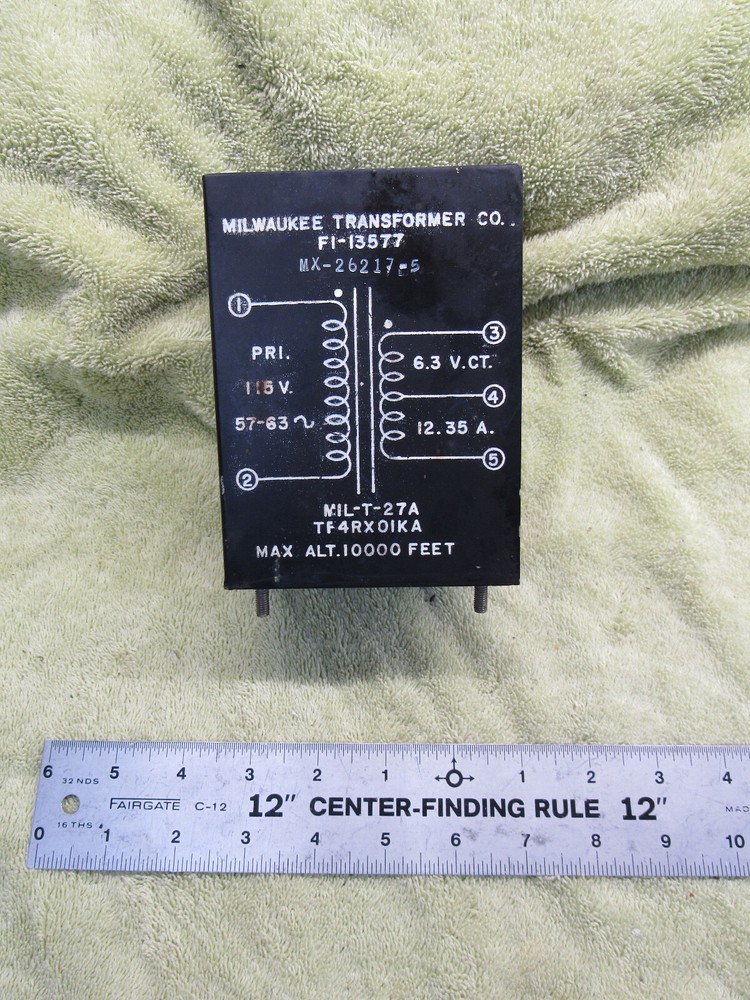 MILWAUKEE TRANSFORMER CO.
F1-13577
MX-26217-5
1
3
PRI.
6.3 V.CT.
115 V.
4
57-63 ~
12.35 A.
5
2
MIL-T-27A
TF4RX01KA
MAX ALT. 10000 FEET
6 5 4 3 2 1 1 2 3 4
32 NDS
FAIRGATE C-12 12" CENTER-FINDING RULE 12" MAD
16 THS
0 1 2 3 4 5 6 7 8 9 10